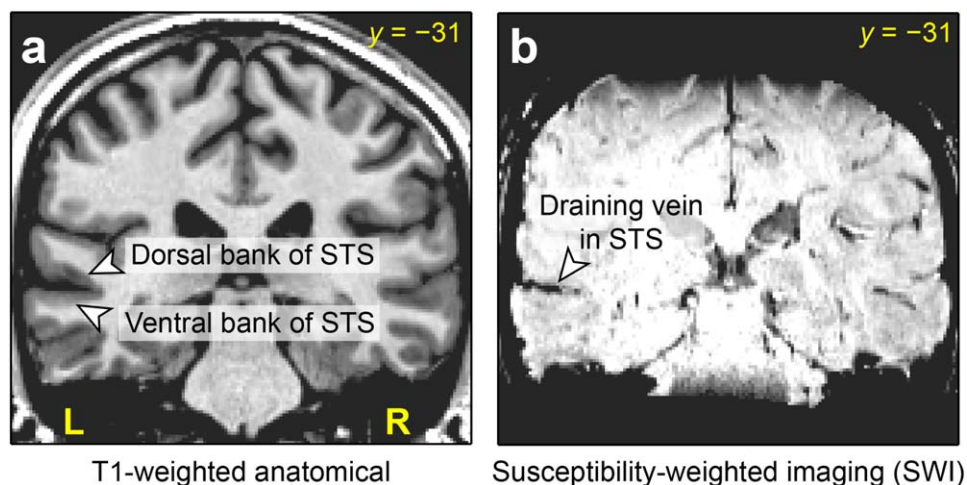 a
y = −31
Dorsal bank of STS
Ventral bank of STS
L
R
T1-weighted anatomical
b
y = −31
Draining vein
in STS
Susceptibility-weighted imaging (SWI)